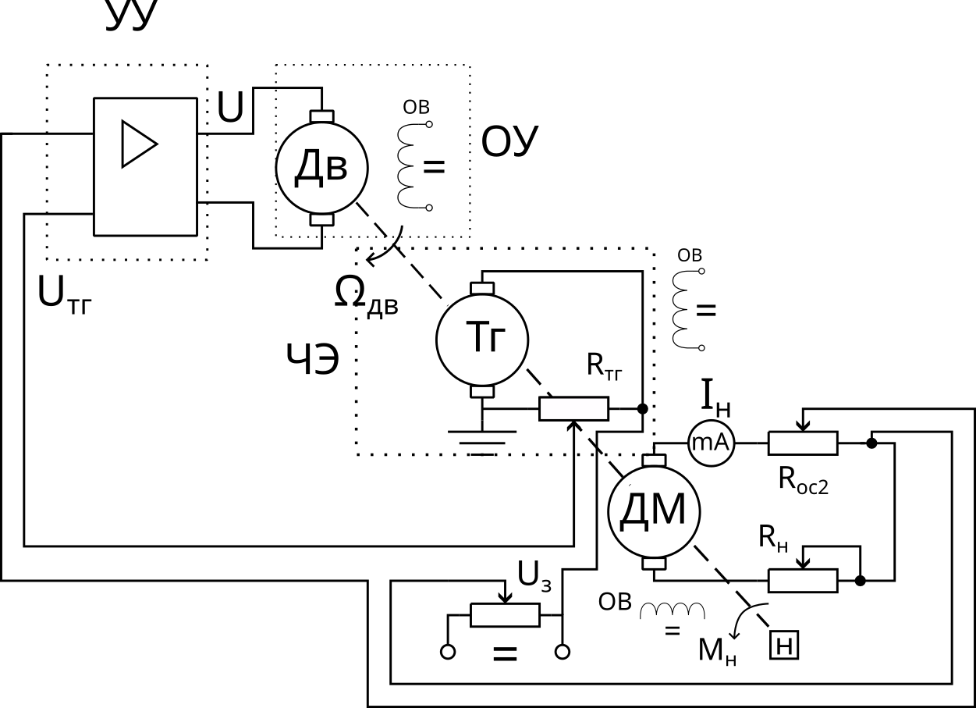 УУ
U
ОВ
ОУ
Дв
=
Uтг
Ωдв
ОВ
=
ЧЭ
Тг
Rтг
Iн
mA
Rос2
ДМ
Rн
Uз
ОВ
=
=
Mн
Н